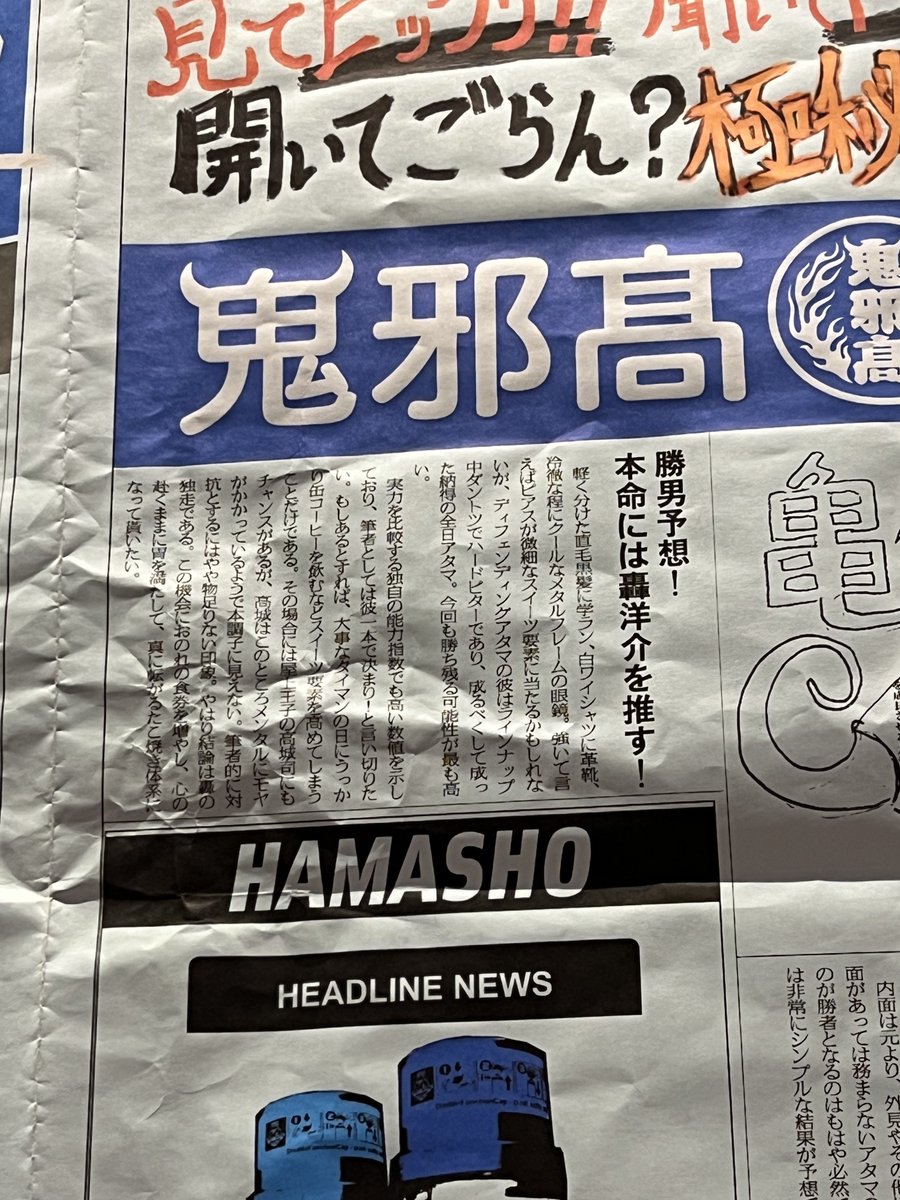 見てビックリ!! 聞いて
開いてごらん?極秘
鬼邪高
鬼邪高
勝男予想!
本命には轟洋介を推す!
軽く分けた直毛黒髪に学ラン、白ワイシャツに革靴、
冷徹な程にクールなメタルフレームの眼鏡。強いて言
えばピアスが微細なスイーツ要素に当たるかもしれな
いが、ディフェンディングアタマの彼はラインナップ
中ダントツでハードビターであり、成るべくして成っ
た納得の全日アタマ。今回も勝ち残る可能性が最も高
い。
実力を比較する独自の能力指数でも高い数値を示し
ており、筆者としては彼一本で決まり!と言い切りた
い。もしあるとすれば、大事なタイマンの日にうっか
り缶コーヒーを飲むなどスイーツ要素を高めてしまう
ことだけである。その場合には屋上王子の高城司にも
チャンスがあるが、高城はこのところメンタルにモヤ
がかかっているようで本調子に見えない。筆者的に対
抗とするにはやや物足りない印象。やはり結論は轟の
独走である。この機会におのれの食券を増やし、心の
赴くままに胃を満たして、真に転がるたこ焼き体系に
なって貰いたい。
亀
HAMASHO
HEADLINE NEWS
内面は元より、外見やその他
面があっては務まらないアタマ
のが勝者となるのはもはや必然
は非常にシンプルな結果が予想